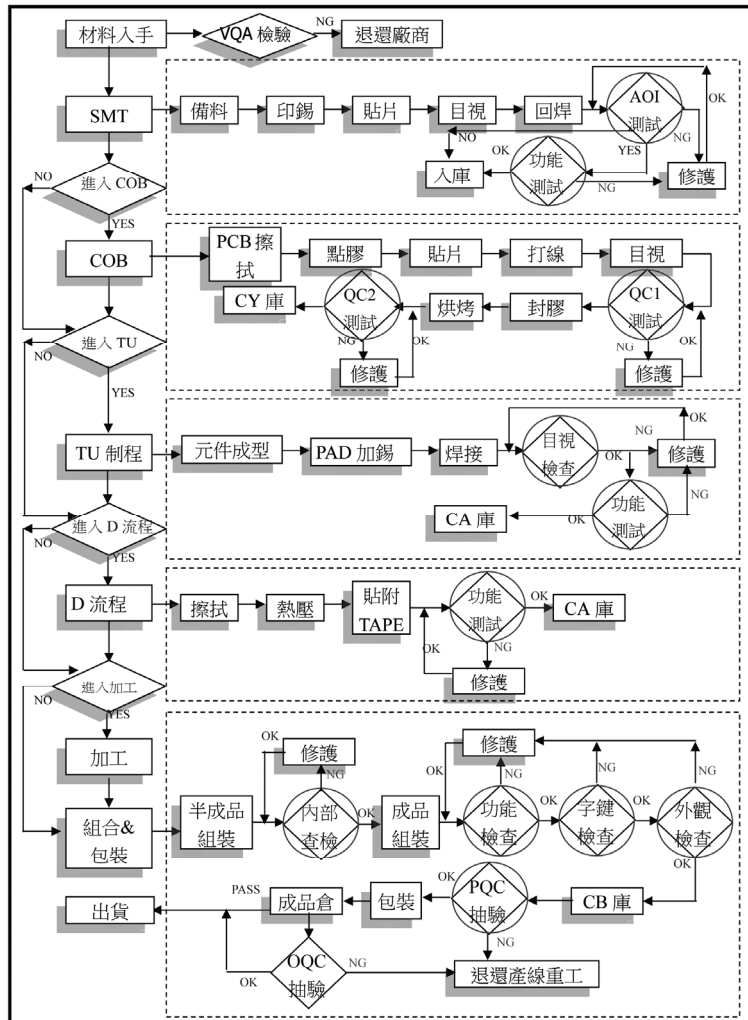 材料入手
VQA 檢驗
NG
退還廠商
SMT
備料
印錫
貼片
目視
回焊
AOI
測試
OK
NG
NO
YES
入庫
OK
功能
測試
NG
修護
進入 COB
NO
YES
COB
PCB 擦
拭
點膠
貼片
打線
目視
CY 庫
QC2
測試
烘烤
封膠
QC1
測試
NG
OK
修護
NG
OK
修護
進入 TU
NO
YES
TU 制程
元件成型
PAD 加錫
焊接
目視
檢查
OK
NG
OK
修護
NG
CA 庫
OK
功能
測試
進入 D 流程
NO
YES
D 流程
擦拭
熱壓
貼附
TAPE
OK
功能
測試
OK
CA 庫
NG
修護
進入加工
NO
YES
加工
組合&
包裝
半成品
組裝
OK
修護
NG
內部
查檢
OK
成品
組裝
OK
修護
NG
功能
檢查
OK
NG
字鍵
檢查
OK
NG
外觀
檢查
OK
出貨
PASS
成品倉
包裝
OK
PQC
抽驗
CB 庫
NG
OK
OQC
抽驗
NG
退還產線重工